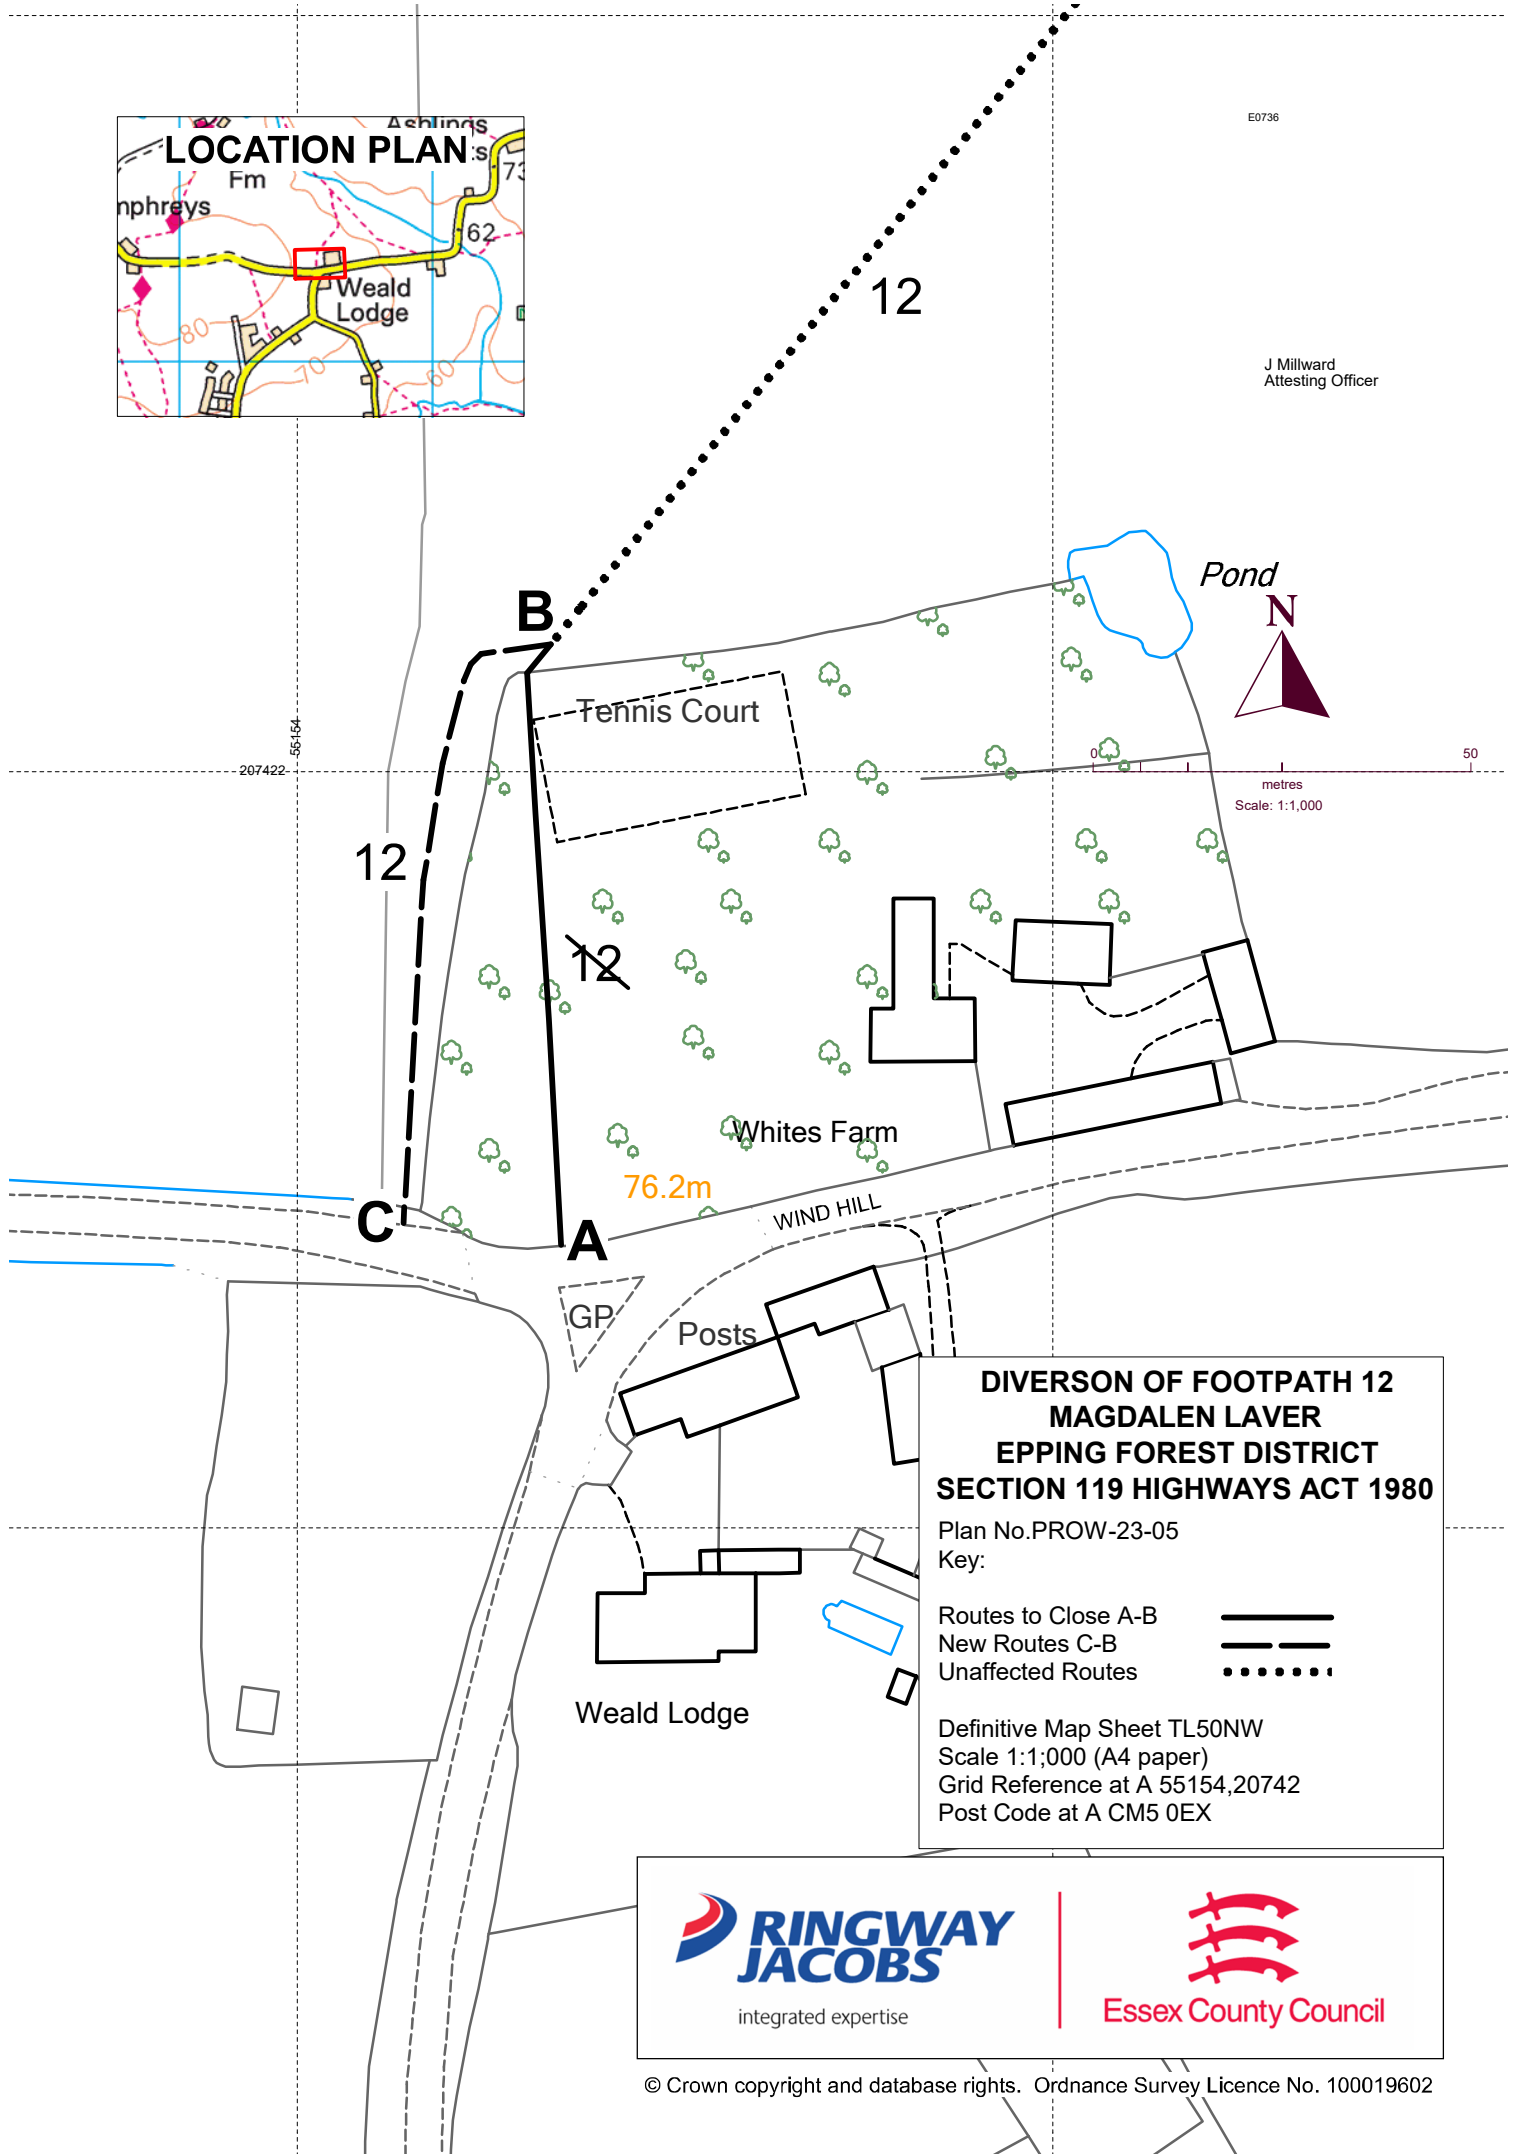 E0736
LOCATION PLAN
Ashlings
Fm
mphreys
73
62
Weald
Lodge
80
70
60
12
J Millward
Attesting Officer
Pond
N
B
Tennis Court
55154
207422
0
50
metres
Scale: 1:1,000
12
12
Whites Farm
76.2m
WIND HILL
C
A
GP
Posts
DIVERSON OF FOOTPATH 12
MAGDALEN LAVER
EPPING FOREST DISTRICT
SECTION 119 HIGHWAYS ACT 1980
Plan No.PROW-23-05
Key:
Routes to Close A-B
New Routes C-B
Unaffected Routes
Weald Lodge
Definitive Map Sheet TL50NW
Scale 1:1;000 (A4 paper)
Grid Reference at A 55154,20742
Post Code at A CM5 0EX
RINGWAY
JACOBS
integrated expertise
Essex County Council
© Crown copyright and database rights. Ordnance Survey Licence No. 100019602